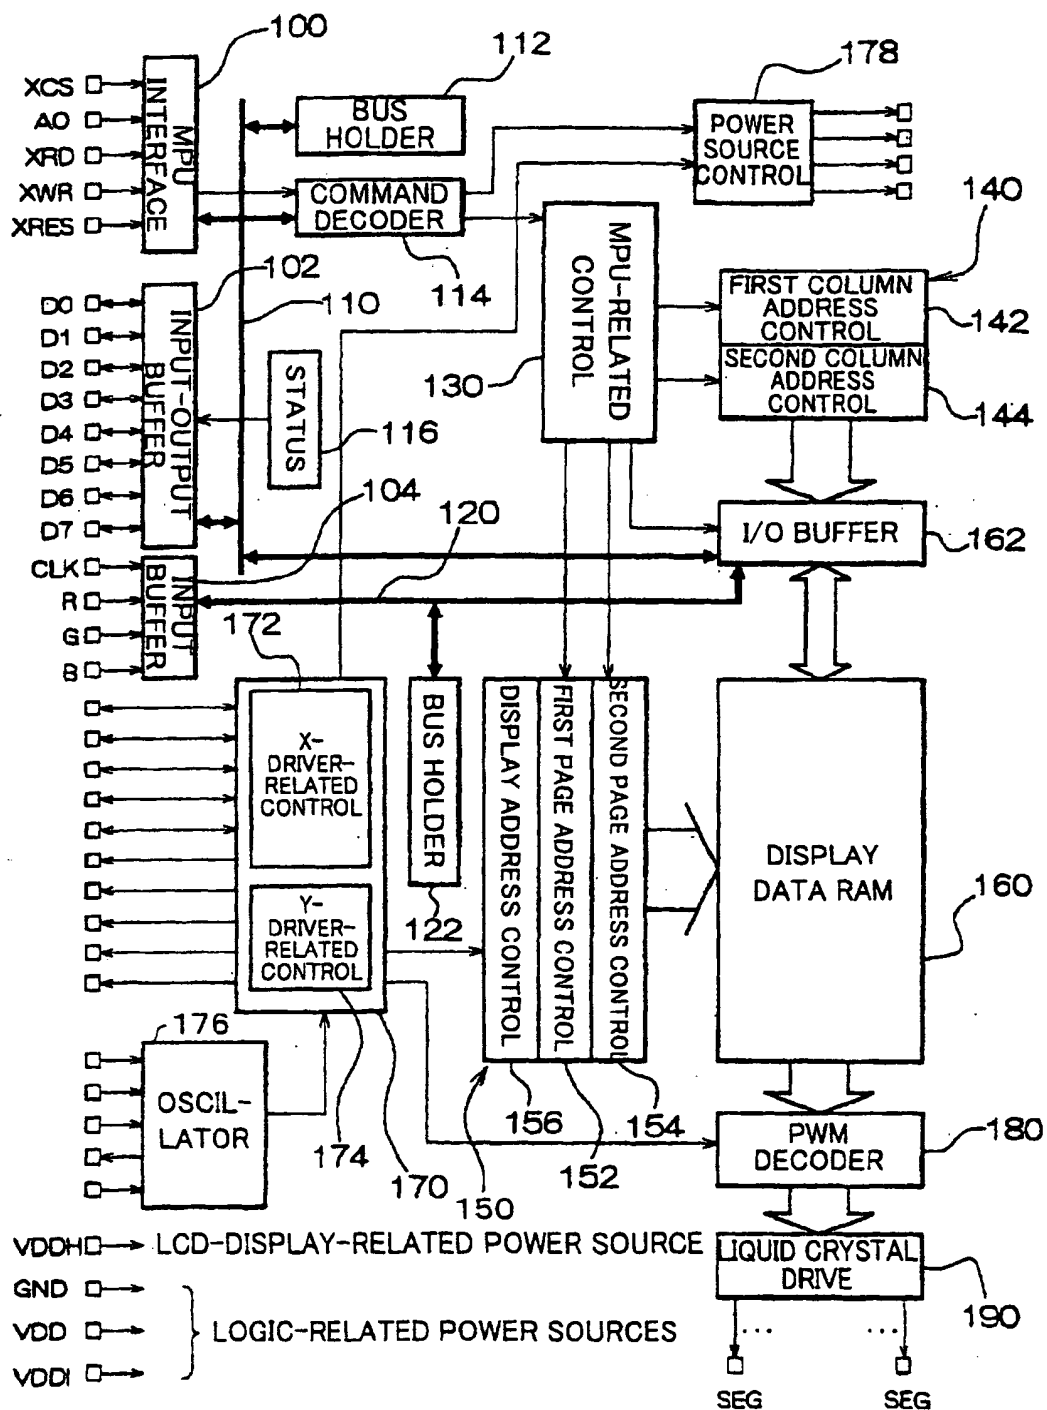 100
112
178
XCS
A0
XRD
XWR
XRES
MPU
INTERFACE
BUS
HOLDER
COMMAND
DECODER
114
POWER
SOURCE
CONTROL
140
102
110
D0
D1
D2
D3
D4
D5
D6
D7
INPUT-OUTPUT
BUFFER
STATUS
116
MPU-RELATED
CONTROL
130
FIRST COLUMN
ADDRESS
CONTROL
142
SECOND COLUMN
ADDRESS
CONTROL
144
104
120
I/O BUFFER
162
CLK
R
G
B
INPUT
BUFFER
172
X-
DRIVER-
RELATED
CONTROL
Y-
DRIVER-
RELATED
CONTROL
BUS HOLDER
122
DISPLAY ADDRESS CONTROL
FIRST PAGE ADDRESS CONTROL
SECOND PAGE ADDRESS CONTROL
DISPLAY
DATA RAM
160
176
OSCIL-
LATOR
174
170
150
156
152
154
PWM
DECODER
180
VDDH
LCD-DISPLAY-RELATED POWER SOURCE
LIQUID CRYSTAL
DRIVE
190
GND
VDD
VDDI
LOGIC-RELATED POWER SOURCES
... ...
SEG SEG